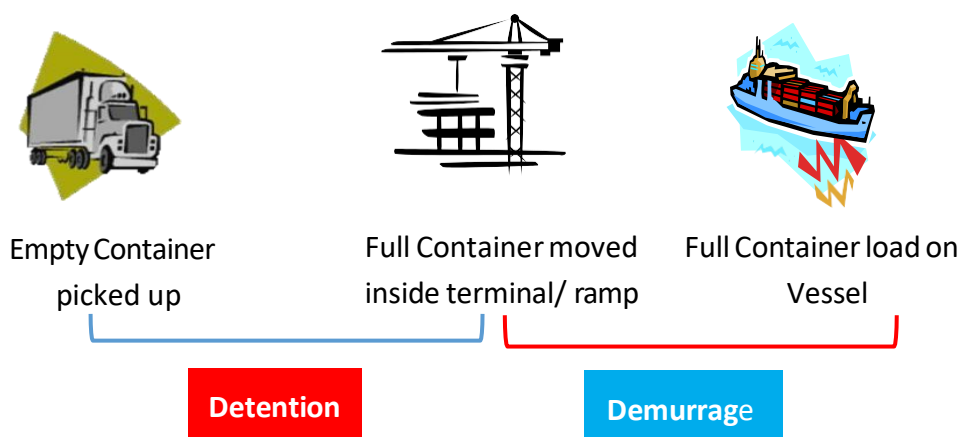 Empty Container
picked up
Full Container moved
inside terminal/ ramp
Full Container load on
Vessel
Detention
Demurrage